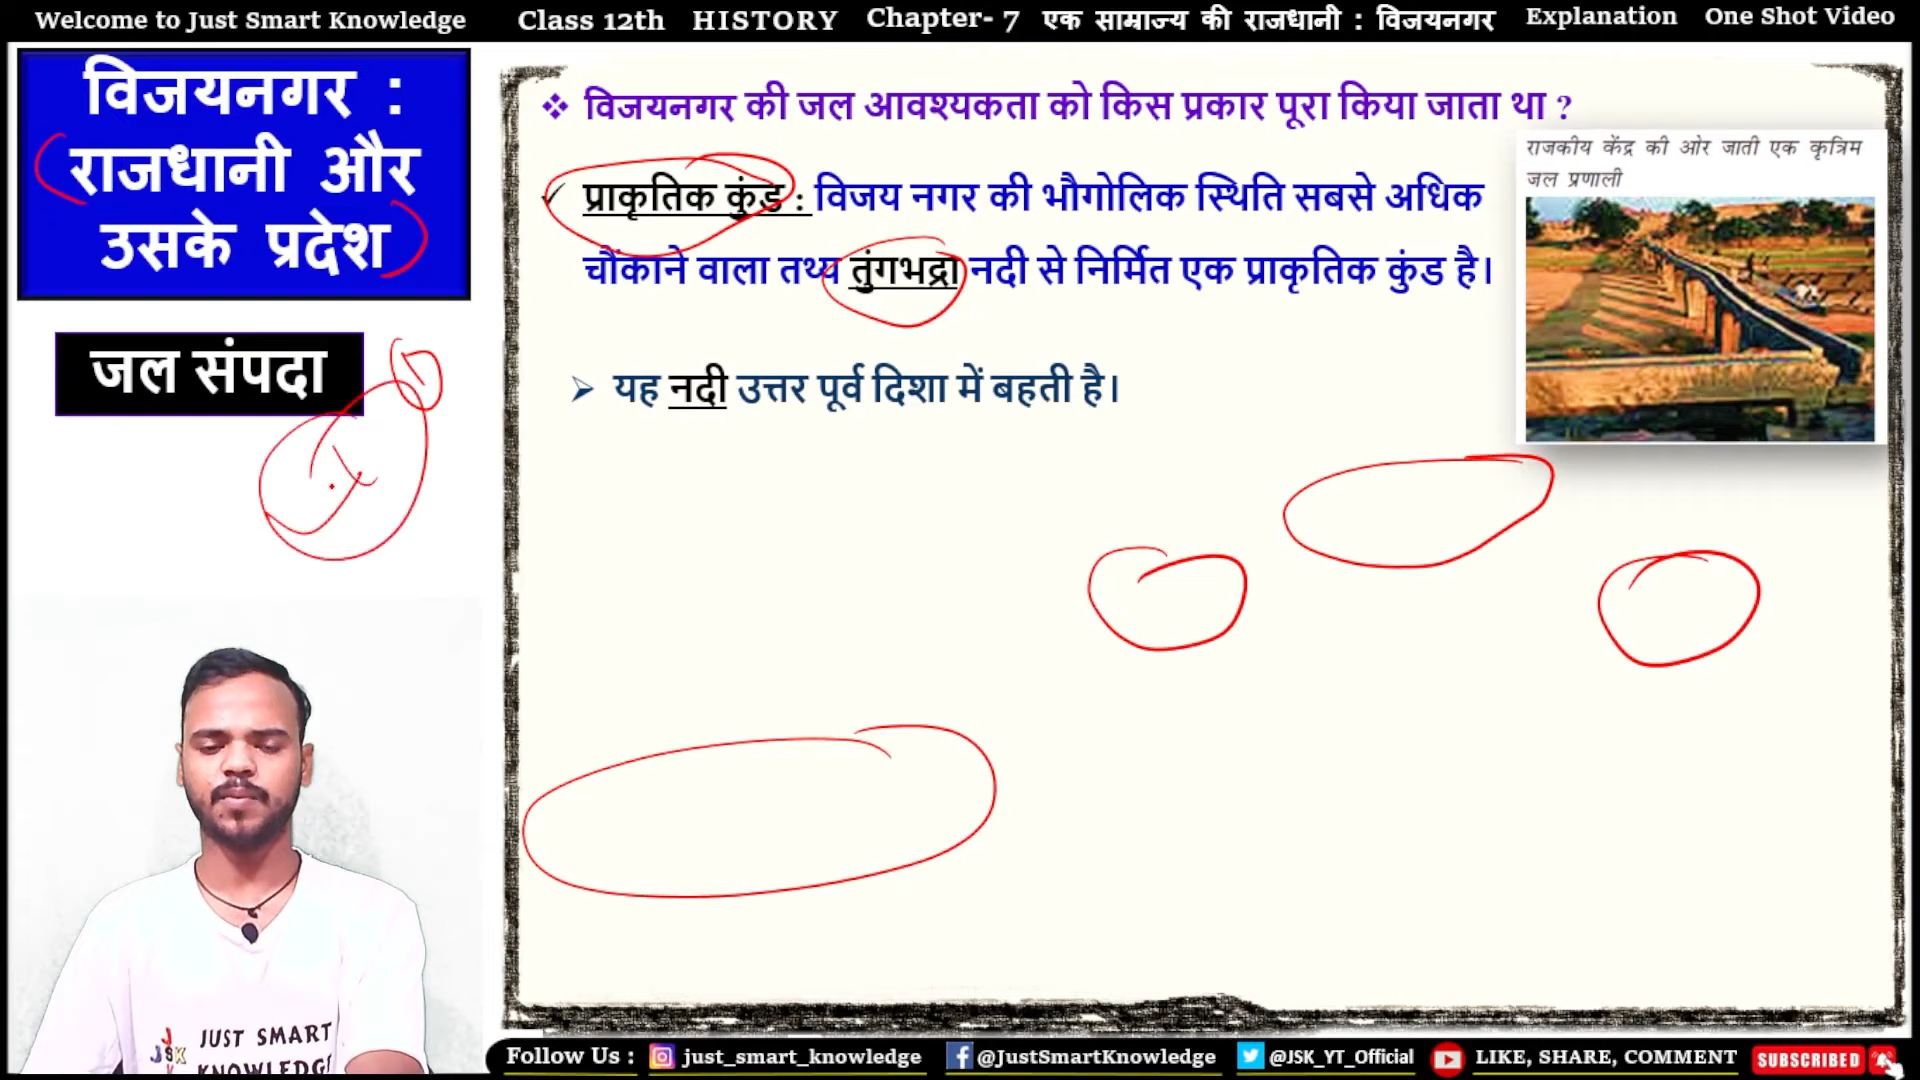 Welcome to Just Smart Knowledge Class 12th HISTORY Chapter- 7 एक साम्राज्य की राजधानी : विजयनगर Explanation One Shot Video
विजयनगर :
राजधानी और
उसके प्रदेश
जल संपदा
❖ विजयनगर की जल आवश्यकता को किस प्रकार पूरा किया जाता था ?
राजकीय केंद्र की ओर जाती एक कृत्रिम
जल प्रणाली
✓ प्राकृतिक कुंड : विजय नगर की भौगोलिक स्थिति सबसे अधिक
चौंकाने वाला तथ्य तुंगभद्रा नदी से निर्मित एक प्राकृतिक कुंड है।
➢ यह नदी उत्तर पूर्व दिशा में बहती है।
JUST SMART
KNOWLEDGE
JSK
Follow Us : just_smart_knowledge @JustSmartKnowledge @JSK_YT_Official LIKE, SHARE, COMMENT SUBSCRIBED